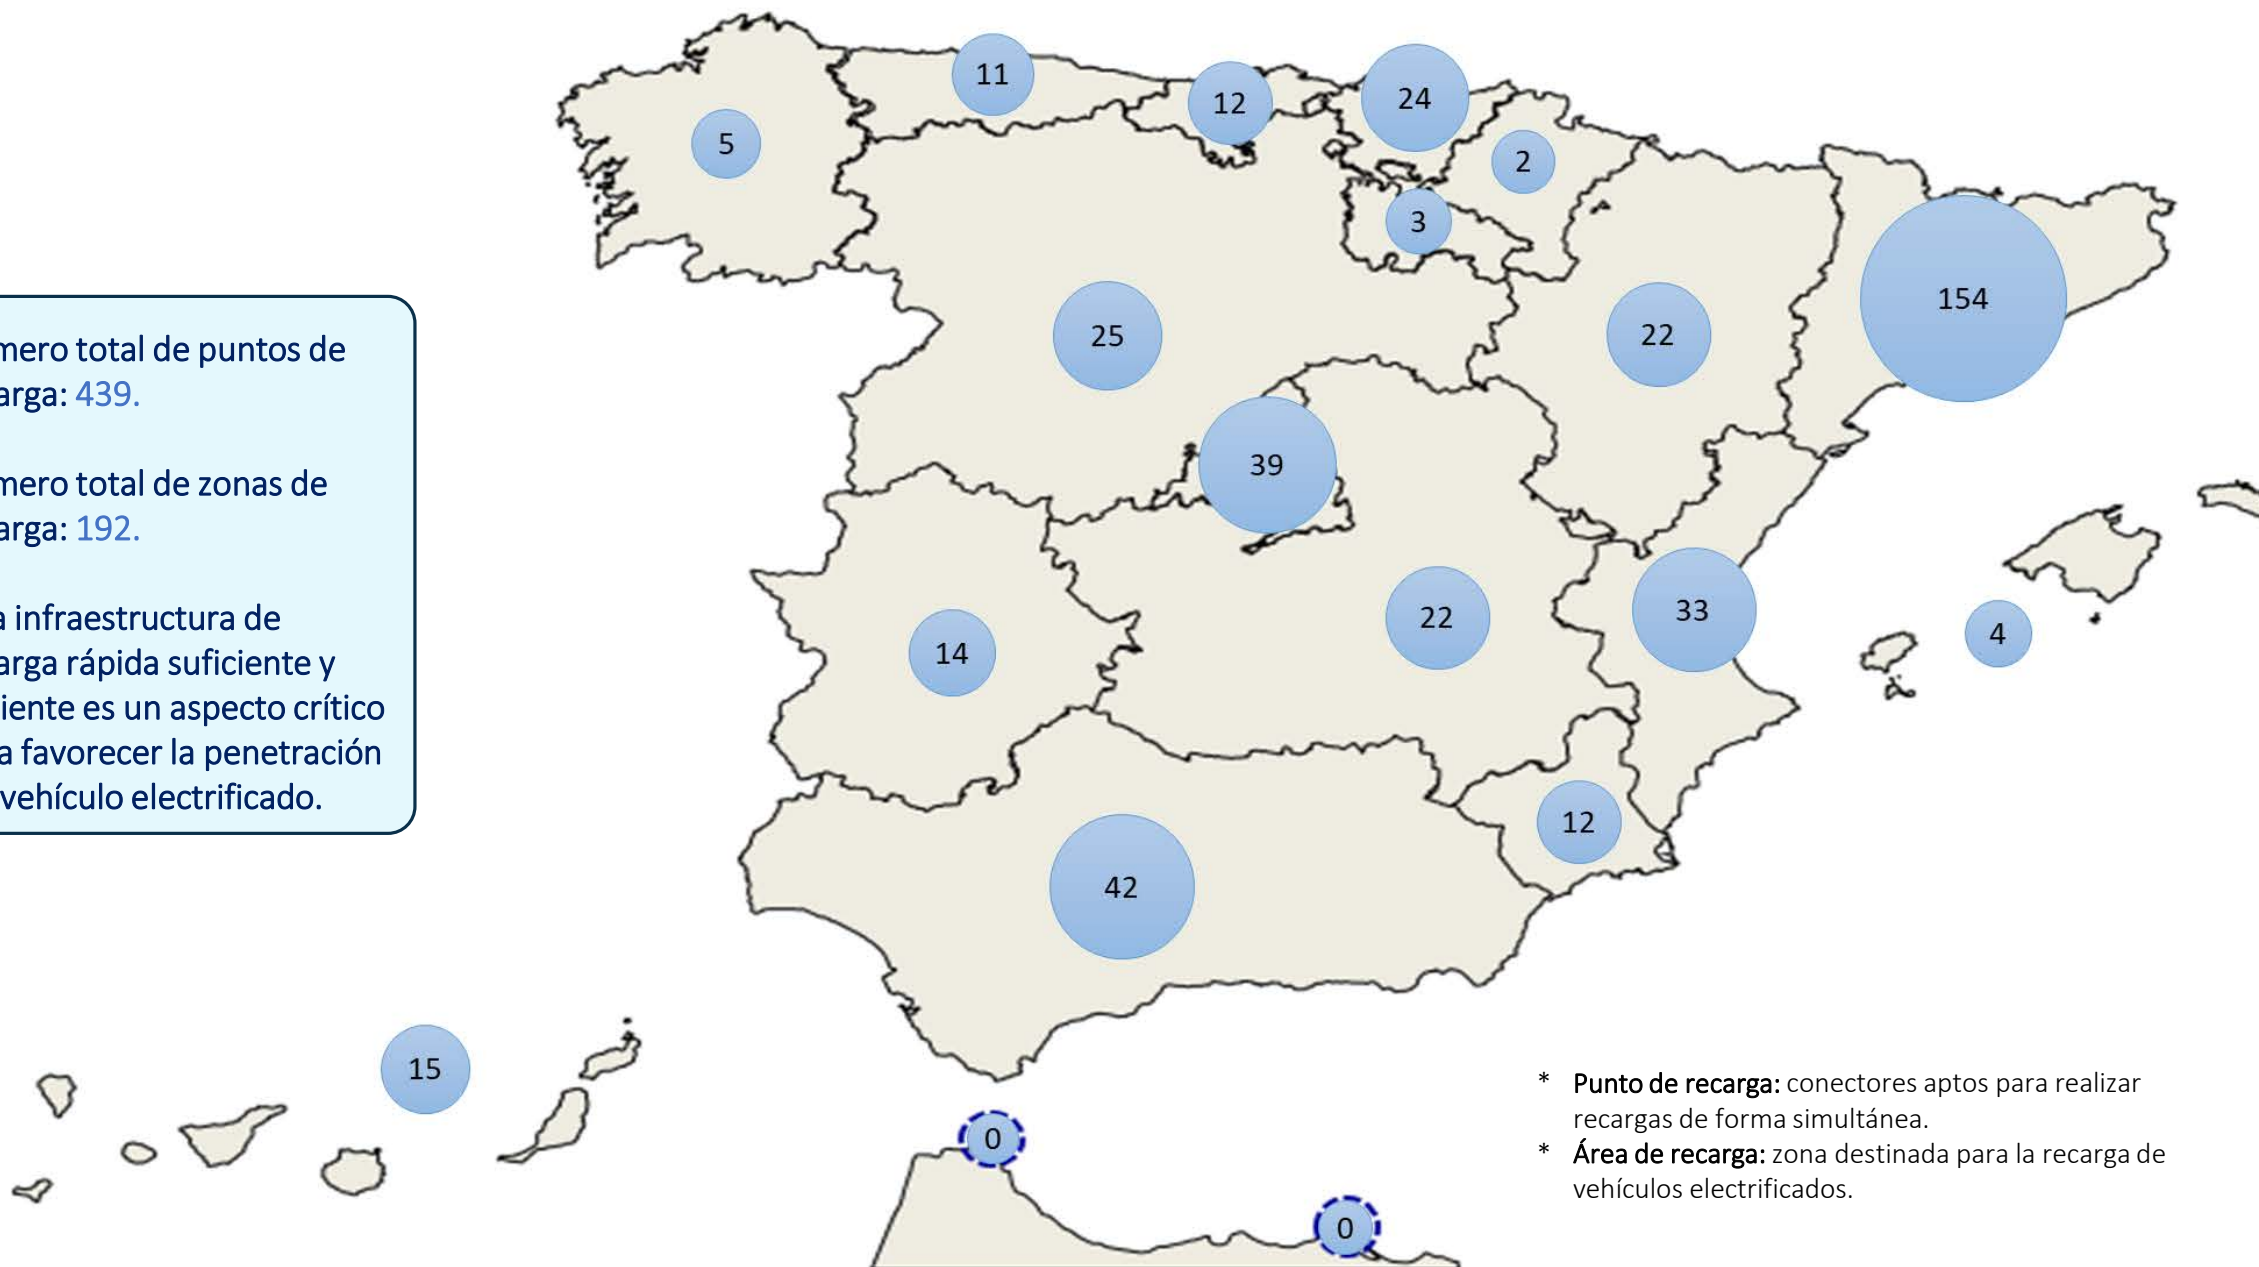 11
24
12
5
2
3
154
25
22
39
33
22
4
14
12
42
15
0
0
mero total de puntos de
arga: 439.
mero total de zonas de
arga: 192.
a infraestructura de
arga rápida suficiente y
iente es un aspecto crítico
a favorecer la penetración
vehículo electrificado.
* Punto de recarga: conectores aptos para realizar
recargas de forma simultánea.
* Área de recarga: zona destinada para la recarga de
vehículos electrificados.